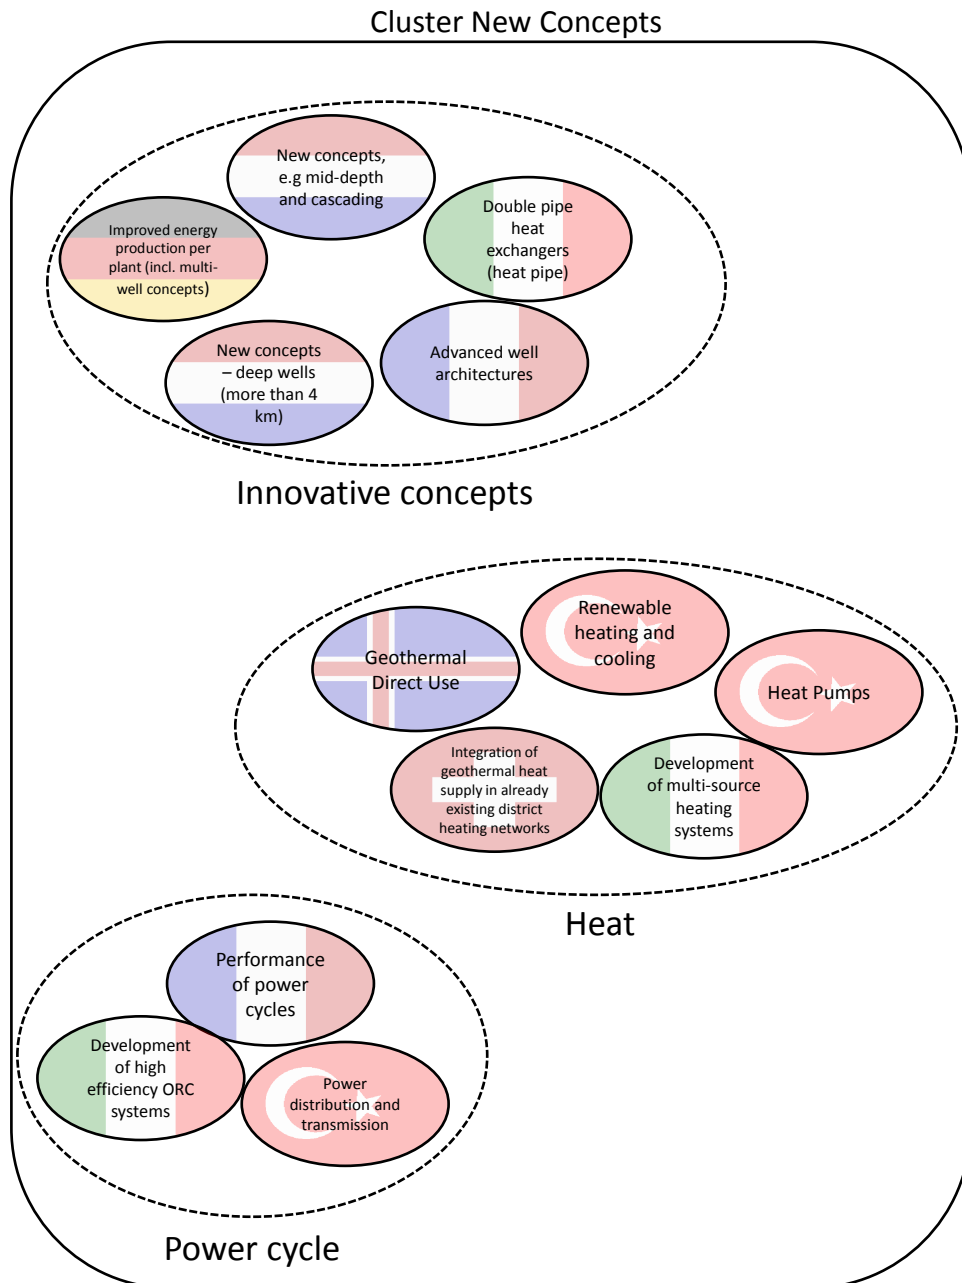 Cluster New Concepts
New concepts,
e.g mid-depth
and cascading
Double pipe
heat
exchangers
(heat pipe)
Improved energy
production per
plant (incl. multi-
well concepts)
New concepts
– deep wells
(more than 4
km)
Advanced well
architectures
Innovative concepts
Renewable
heating and
cooling
Geothermal
Direct Use
Heat Pumps
Integration of
geothermal heat
supply in already
existing district
heating networks
Development
of multi-source
heating
systems
Heat
Performance
of power
cycles
Development
of high
efficiency ORC
systems
Power
distribution and
transmission
Power cycle